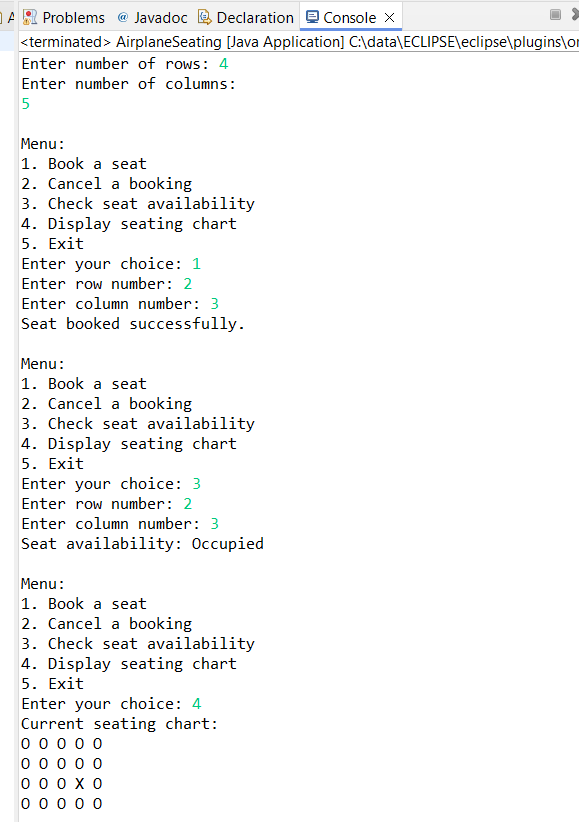 A Problems @ Javadoc Declaration Console
<terminated> AirplaneSeating [Java Application] C:\data\ECLIPSE\eclipse\plugins\or
Enter number of rows: 4
Enter number of columns:
5
Menu:
1. Book a seat
2. Cancel a booking
3. Check seat availability
4. Display seating chart
5. Exit
Enter your choice: 1
Enter row number: 2
Enter column number: 3
Seat booked successfully.
Menu:
1. Book a seat
2. Cancel a booking
3. Check seat availability
4. Display seating chart
5. Exit
Enter your choice: 3
Enter row number: 2
Enter column number: 3
Seat availability: Occupied
Menu:
1. Book a seat
2. Cancel a booking
3. Check seat availability
4. Display seating chart
5. Exit
Enter your choice: 4
Current seating chart:
O O O O O
O O O O O
O O O X O
O O O O O